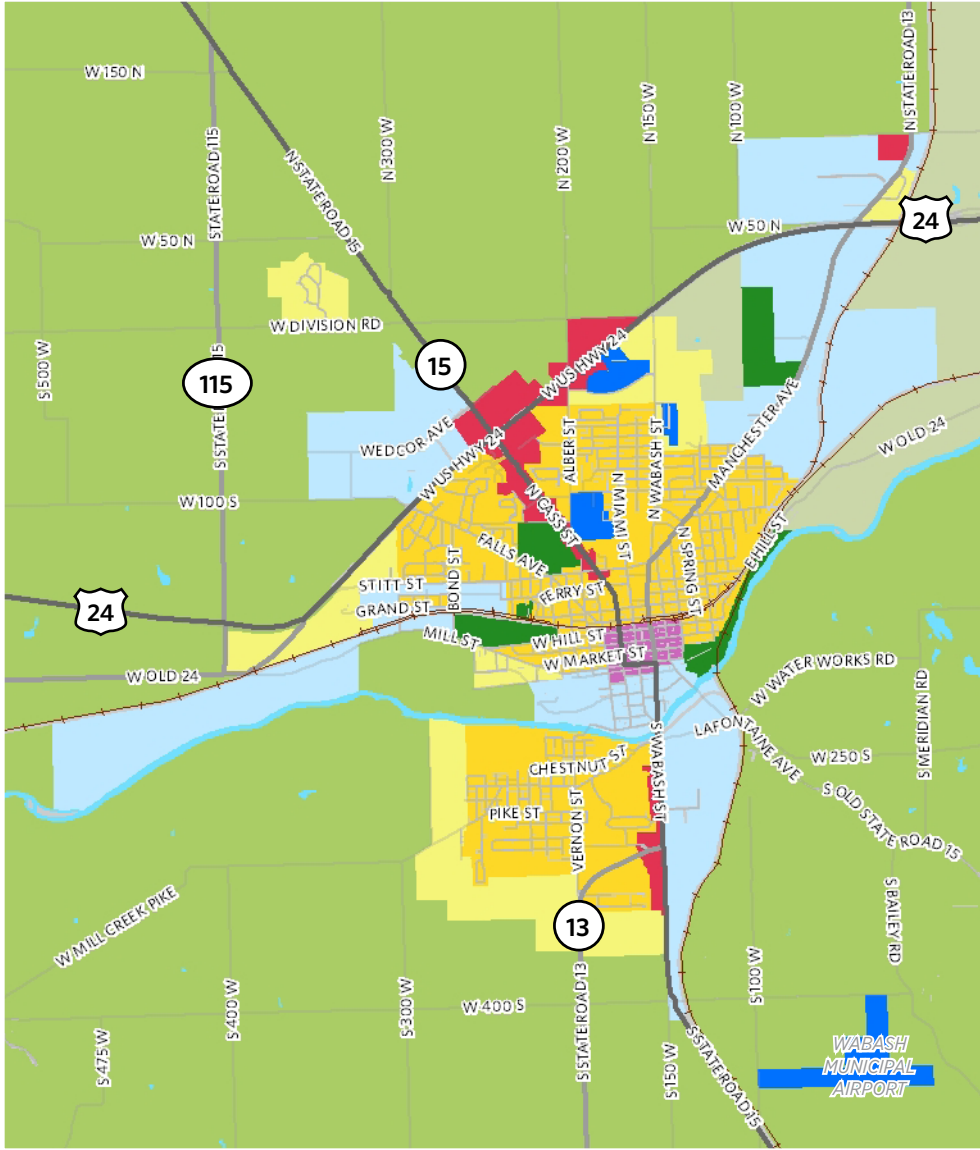 N STATE ROAD 13
W 150 N
N 150 W
N 100 W
N 300 W
N 200 W
STATE ROAD 115
N STATE ROAD 15
24
W 50 N
W 50 N
W DIVISION RD
W US HWY 24
S 500 W
15
115
S STATE
15
WEDCOR AVE
W US HWY 24
ALBER ST
N WABASH ST
MANCHESTER AVE
W OLD 24
W 100 S
N CASS ST
N MIAMI ST
N SPRING ST
E HILL ST
FALLS AVE
BOND ST
STITT ST
GRAND ST
FERRY ST
24
MILL ST
W HILL ST
W MARKET ST
W OLD 24
W WATER WORKS RD
S MERIDIAN RD
LAFONTAINE AVE
W 250 S
CHESTNUT ST
S WABASH ST
S OLD STATE ROAD 15
PIKE ST
VERNON ST
W MILL CREEK PIKE
13
S BAILEY RD
S 400 W
S 300 W
W 400 S
S STATE ROAD 13
S 100 W
S 475 W
S 150 W
S STATE ROAD 15
WABASH
MUNICIPAL
AIRPORT